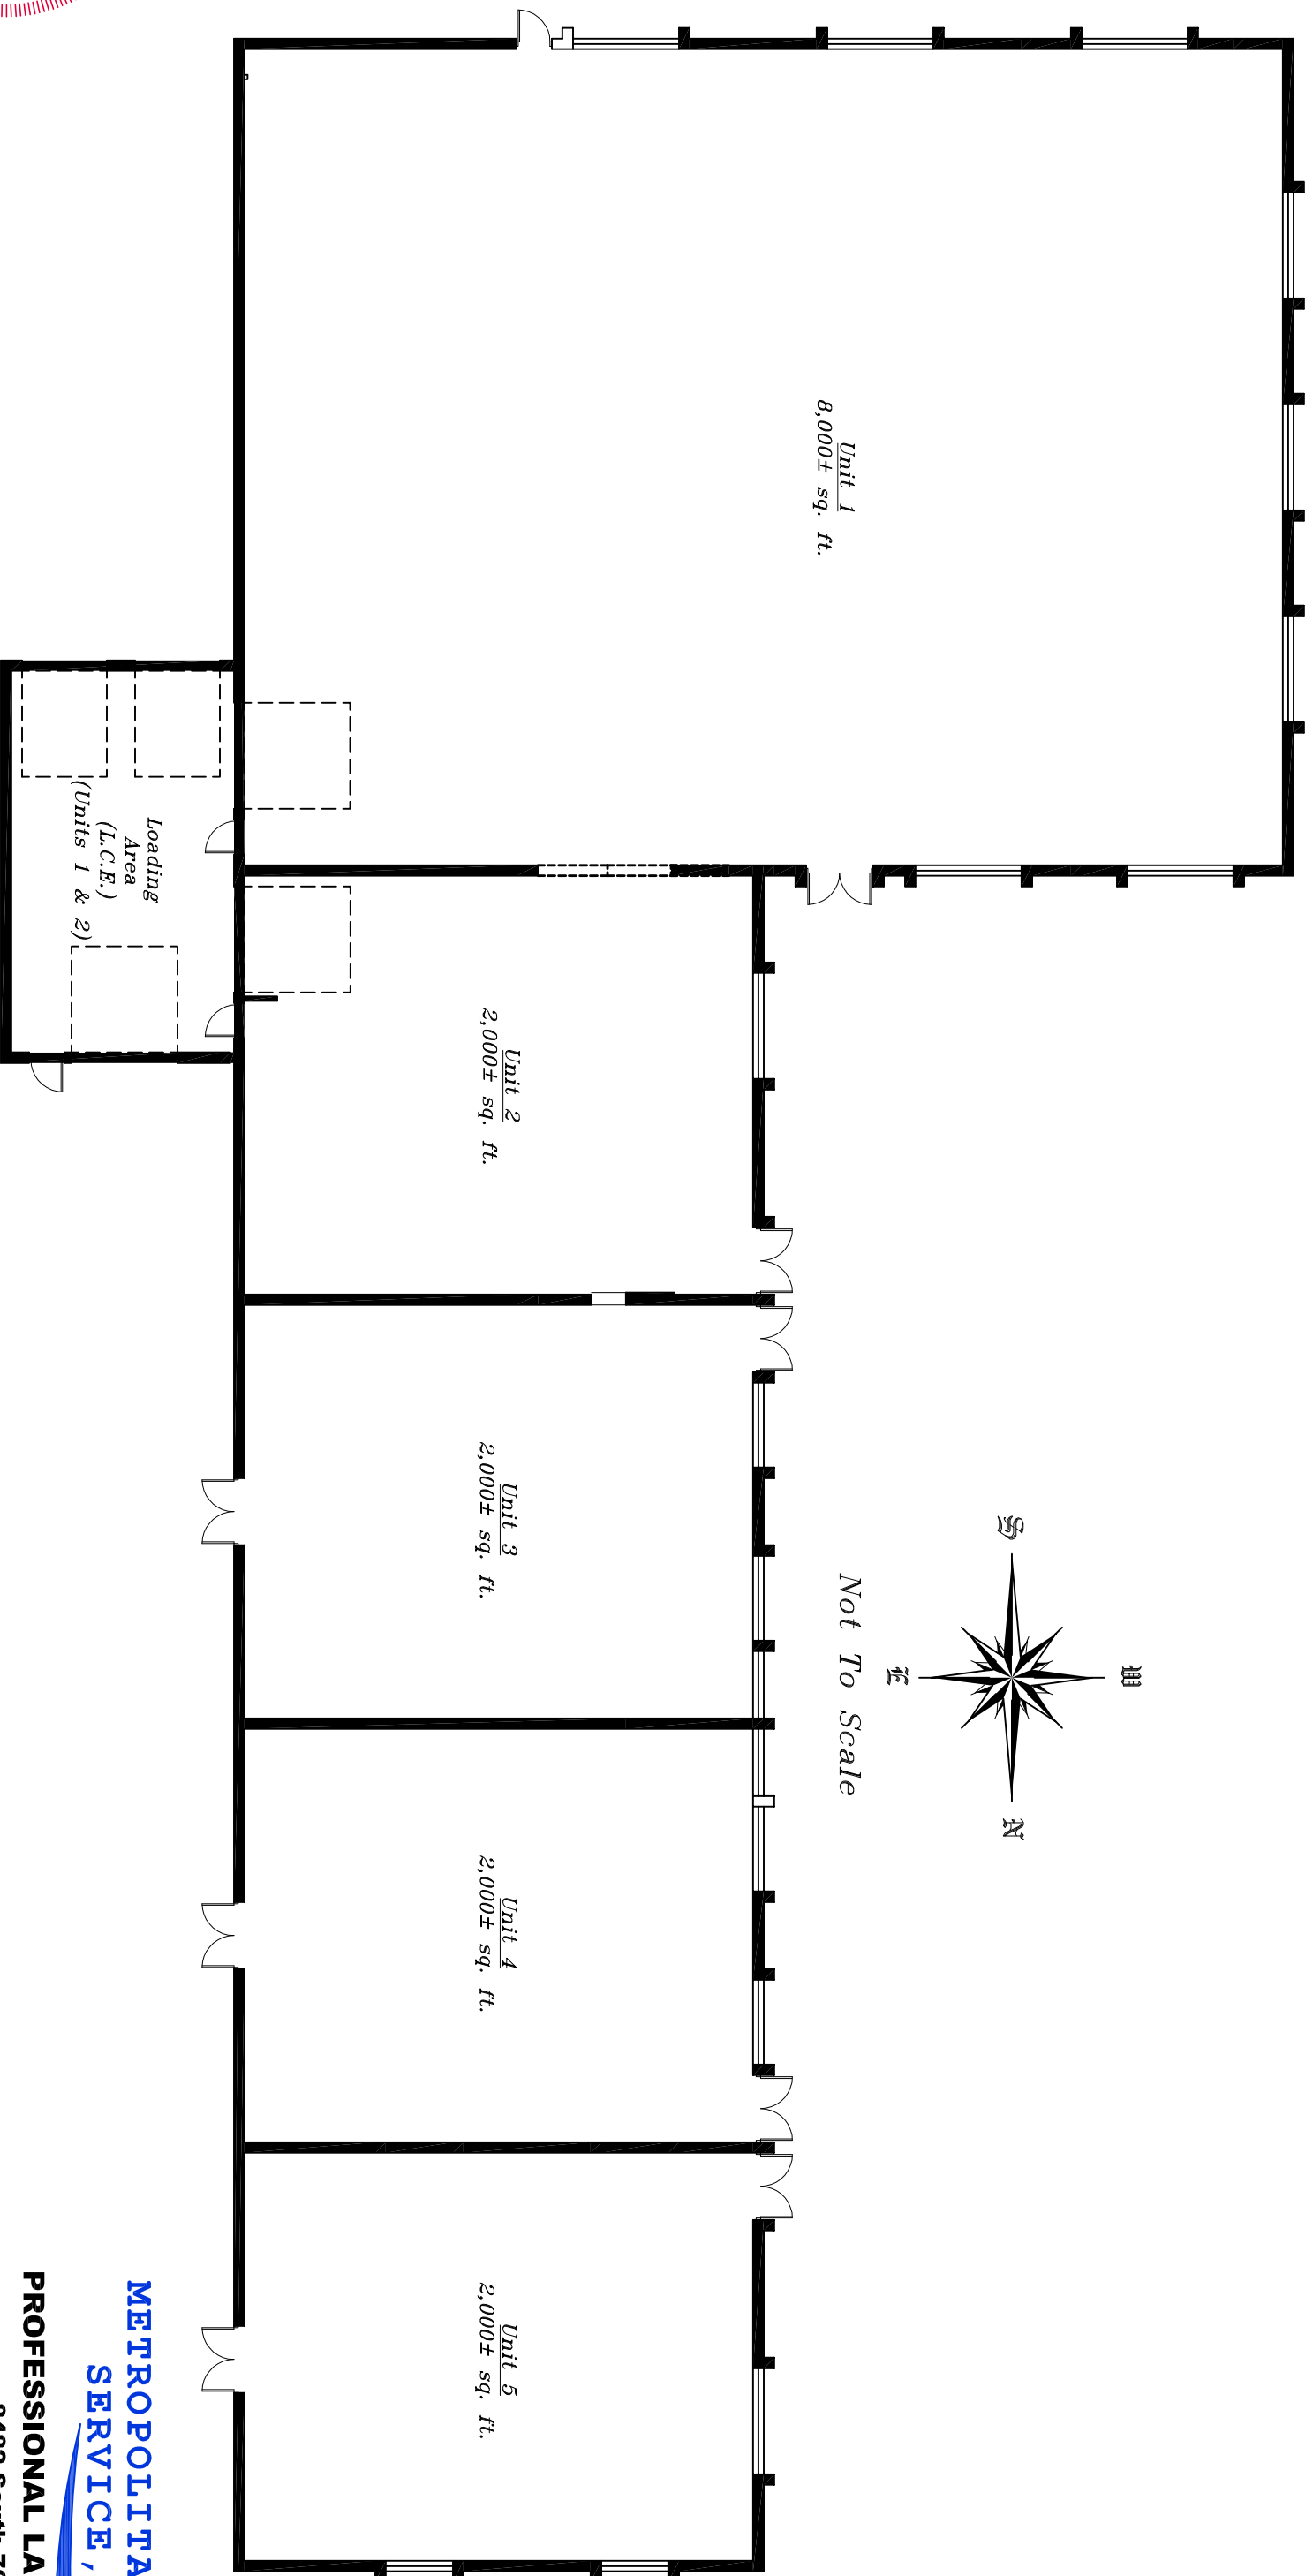 Unit 1
8,000± sq. ft.
Loading
Area
(L.C.E.)
(Units 1 & 2)
Unit 2
2,000± sq. ft.
Unit 3
2,000± sq. ft.
Unit 4
2,000± sq. ft.
Unit 5
2,000± sq. ft.
S
W
E
N
Not To Scale
METROPOLITA
SERVICE,
PROFESSIONAL LA